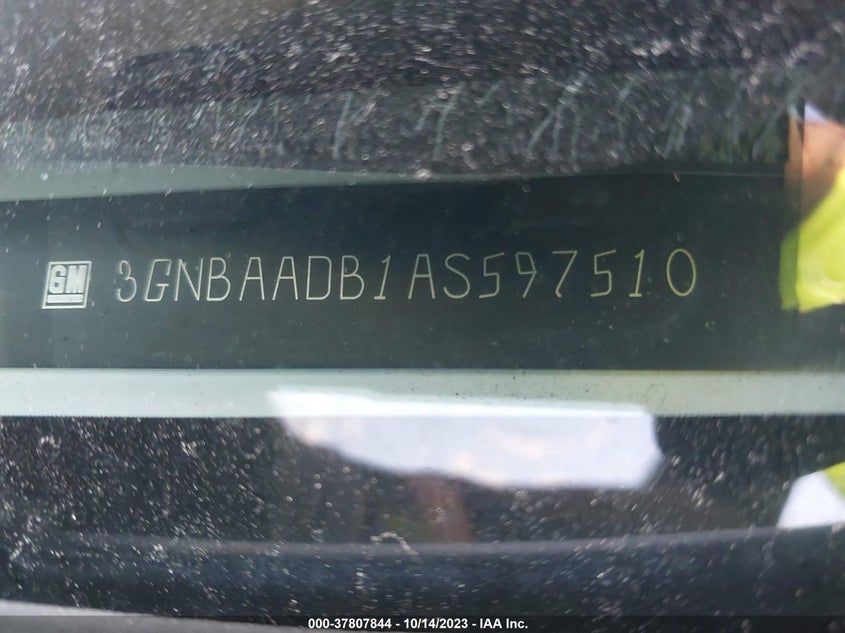 GM 3GNBAADB1AS597510
000-37807844 - 10/14/2023 - IAA Inc.